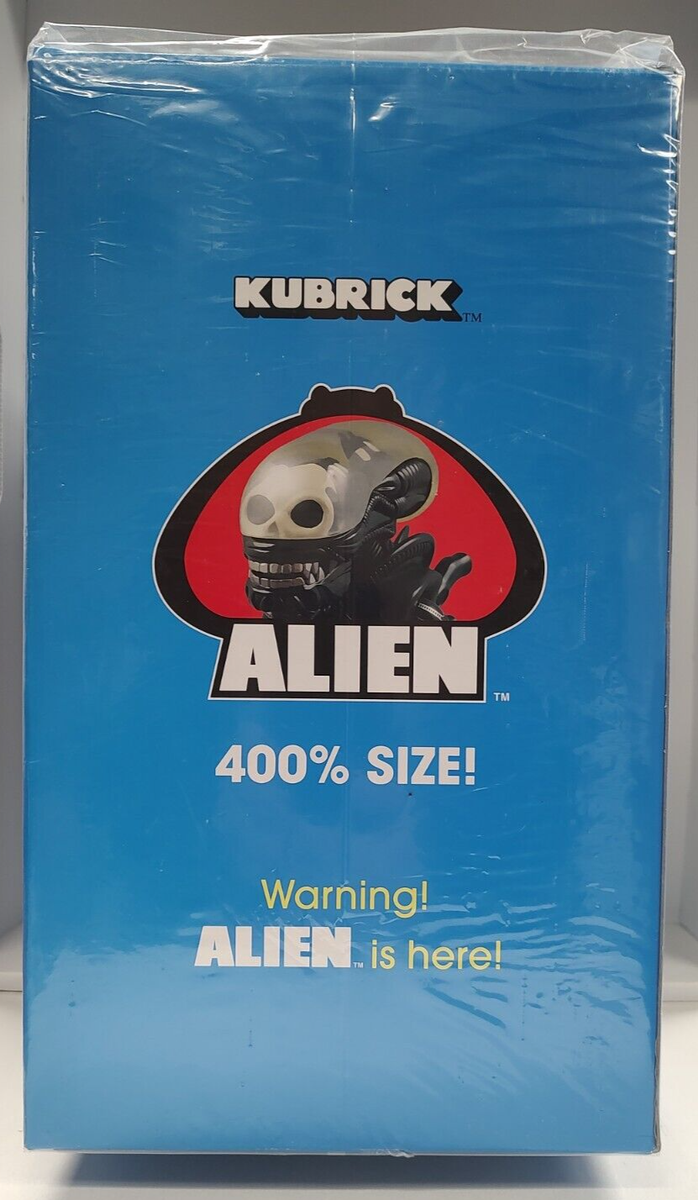 KUBRICK™
ALIEN™
400% SIZE!
Warning!
ALIEN™ is here!